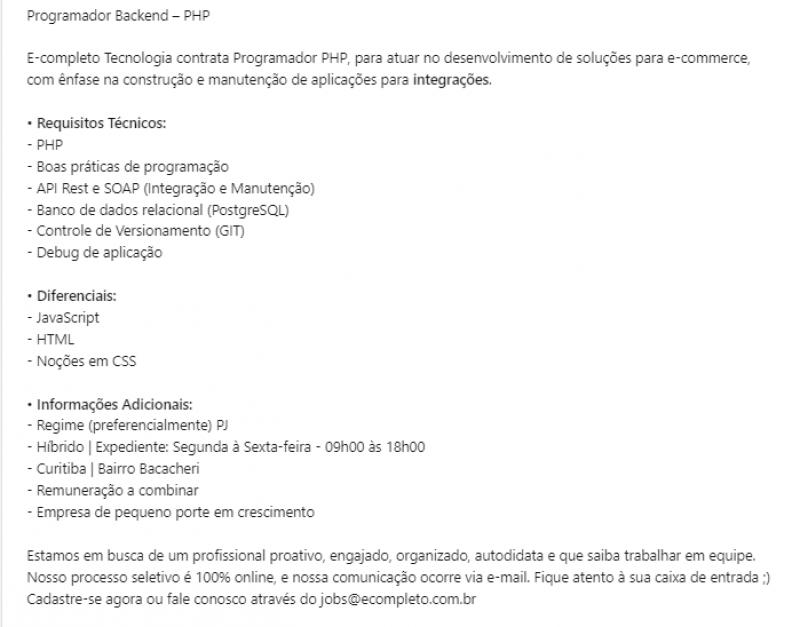 Programador Backend – PHP
E-completo Tecnologia contrata Programador PHP, para atuar no desenvolvimento de soluções para e-commerce,
com ênfase na construção e manutenção de aplicações para integrações.
• Requisitos Técnicos:
- PHP
- Boas práticas de programação
- API Rest e SOAP (Integração e Manutenção)
- Banco de dados relacional (PostgreSQL)
- Controle de Versionamento (GIT)
- Debug de aplicação
• Diferenciais:
- JavaScript
- HTML
- Noções em CSS
• Informações Adicionais:
- Regime (preferencialmente) PJ
- Híbrido | Expediente: Segunda à Sexta-feira - 09h00 às 18h00
- Curitiba | Bairro Bacacheri
- Remuneração a combinar
- Empresa de pequeno porte em crescimento
Estamos em busca de um profissional proativo, engajado, organizado, autodidata e que saiba trabalhar em equipe.
Nosso processo seletivo é 100% online, e nossa comunicação ocorre via e-mail. Fique atento à sua caixa de entrada ;)
Cadastre-se agora ou fale conosco através do jobs@ecompleto.com.br